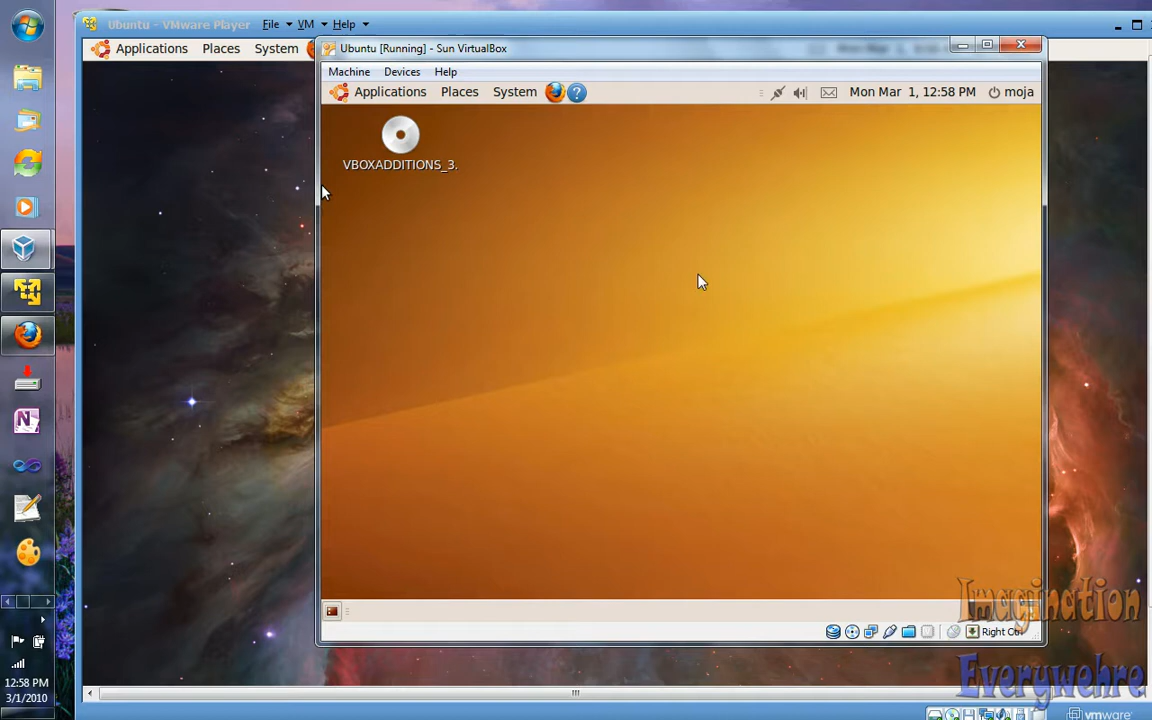 Ubuntu - VMware Player File VM Help
Applications Places System
Ubuntu [Running] - Sun VirtualBox
Machine Devices Help
Applications Places System Mon Mar 1, 12:58 PM moja
VBOXADDITIONS_3.
Right Ctrl
Imagination
Everywehre
12:58 PM
3/1/2010
vmware